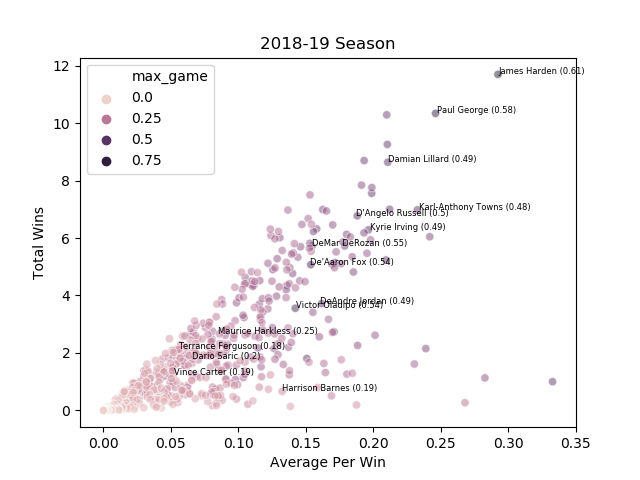 2018-19 Season
max_game
0.0
0.25
0.5
0.75
James Harden (0.61)
Paul George (0.58)
Damian Lillard (0.49)
Karl-Anthony Towns (0.48)
D'Angelo Russell (0.5)
Kyrie Irving (0.49)
DeMar DeRozan (0.55)
De'Aaron Fox (0.54)
DeAndre Jordan (0.49)
Victor Oladipo (0.54)
Maurice Harkless (0.25)
Terrance Ferguson (0.18)
Dario Saric (0.2)
Vince Carter (0.19)
Harrison Barnes (0.19)
Total Wins
12
10
8
6
4
2
0
0.00 0.05 0.10 0.15 0.20 0.25 0.30 0.35
Average Per Win